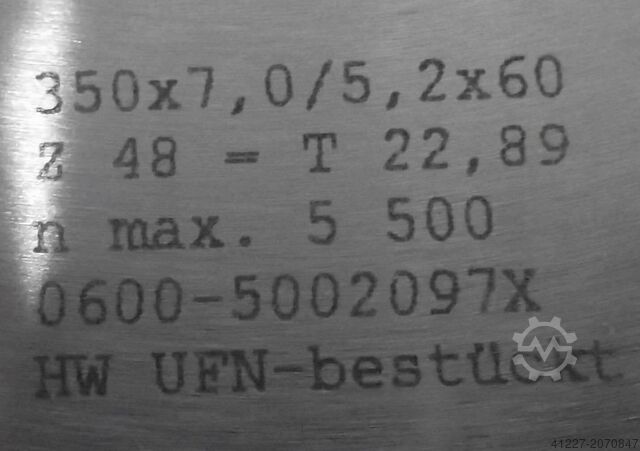 350x7,0/5,2x60
Z 48 = T 22,89
n max. 5 500
0600-5002097X
HW UFN-bestückt
41227-2070847